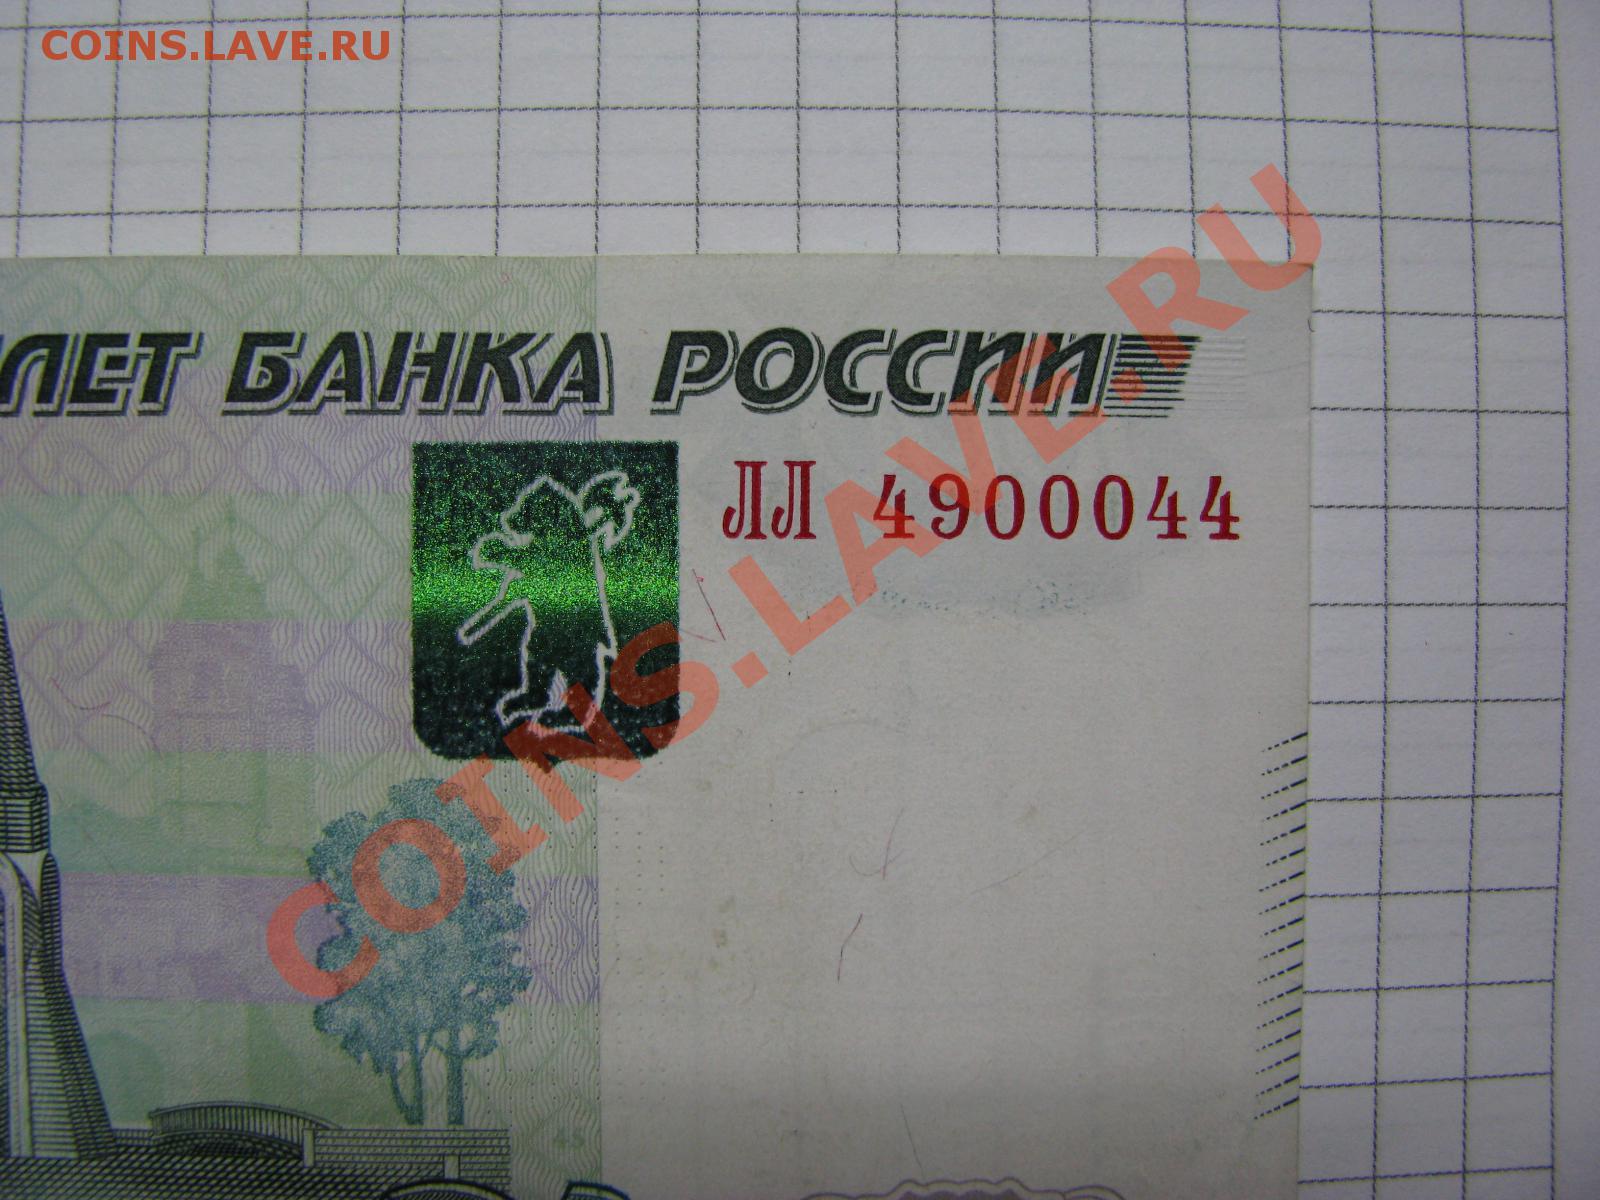 COINS.LAVE.RU
ЛЕТ БАНКА РОССИИ
ЛЛ 4900044
COINS.LAVE.RU